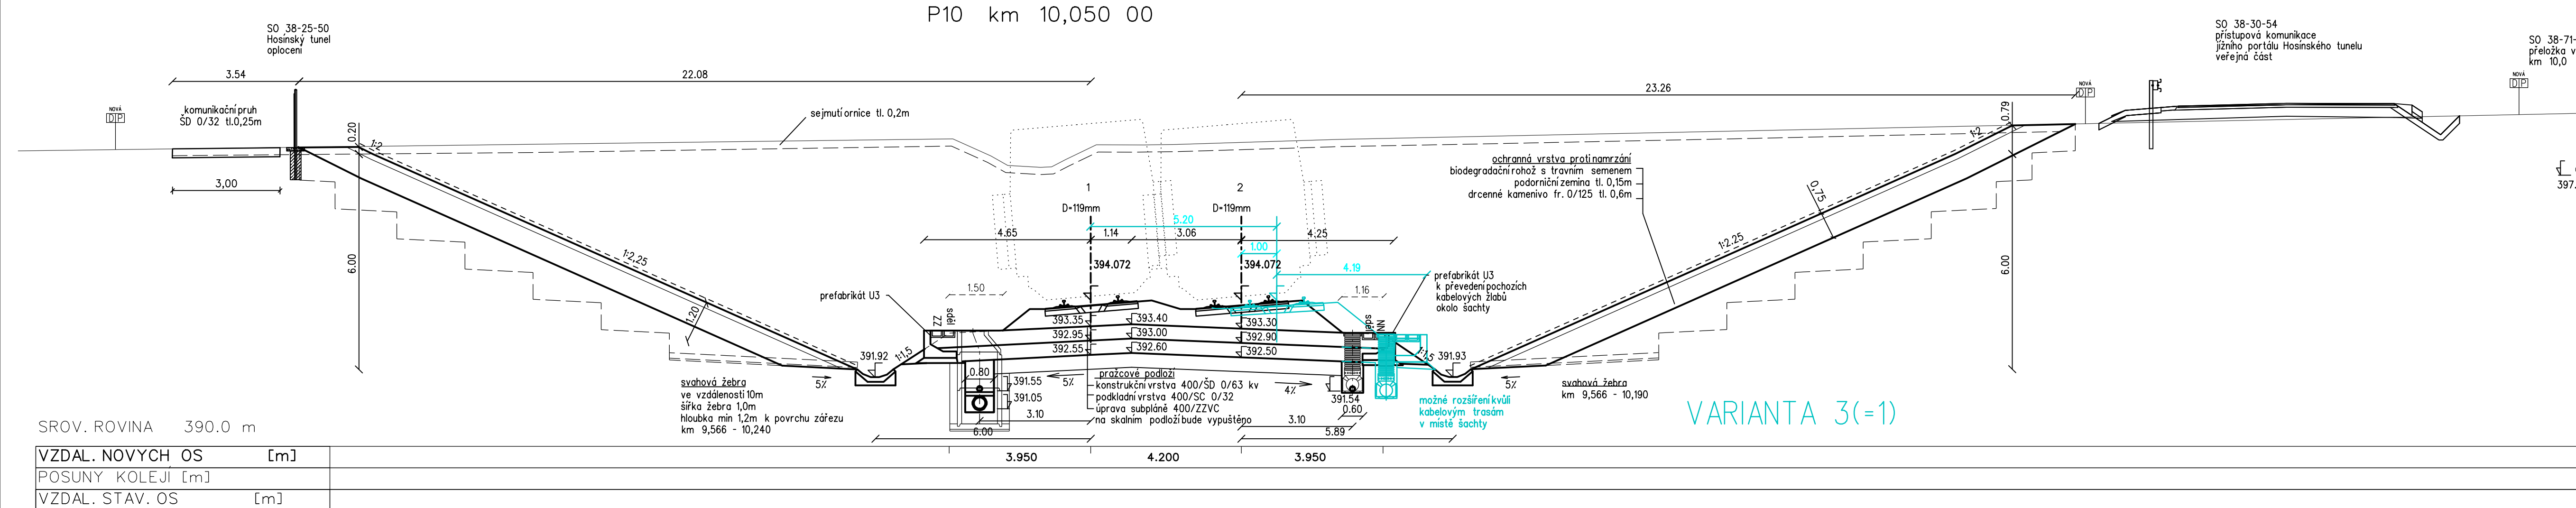 P10 km 10,050 00
SO 38-25-50
Hosínský tunel
oplocení
SO 38-30-54
přístupová komunikace
jižního portálu Hosínského tunelu
veřejná část
SO 38-71-
přeložka v
km 10,0
3.54
22.08
23.26
NOVÁ
D P
NOVÁ
D P
NOVÁ
D P
komunikační pruh
ŠD 0/32 tl.0,25m
3,00
0.20
1:2
sejmutí ornice tl. 0,2m
0.79
1:2
6.00
1:2,25
1.20
ochranná vrstva proti namrzání
biodegradační rohož s travním semenem
podorniční zemina tl. 0,15m
drcenné kamenivo fr. 0/125 tl. 0,6m
0.75
1:2.25
6.00
397.
1
2
D=119mm
D=119mm
5.20
4.65
1.14
3.06
4.25
1.00
394.072
394.072
4.19
1.50
1.16
prefabrikát U3
prefabrikát U3
k převedení pochozích
kabelových žlabů
okolo šachty
ZZ
sděl
sděl
NN
393.35
393.40
393.30
392.95
393.00
392.90
392.55
392.60
392.50
391.92
1:1,5
1:1,5
391.93
0.80
5%
5%
4%
5%
391.55
391.05
3.10
6.00
pražcové podloží
konstrukční vrstva 400/ŠD 0/63 kv
podkladní vrstva 400/SC 0/32
úprava subpláně 400/ZZVC
na skalním podloží bude vypuštěno
391.54
0.60
3.10
5.89
svahová žebra
ve vzdálenosti 10m
šířka žebra 1,0m
hloubka min 1,2m k povrchu zářezu
km 9,566 - 10,240
svahová žebra
km 9,566 - 10,190
možné rozšíření kvůli
kabelovým trasám
v místě šachty
VARIANTA 3(=1)
SROV. ROVINA 390.0 m
VZDAL. NOVYCH OS [m]
3.950
4.200
3.950
POSUNY KOLEJÍ [m]
VZDAL. STAV. OS [m]